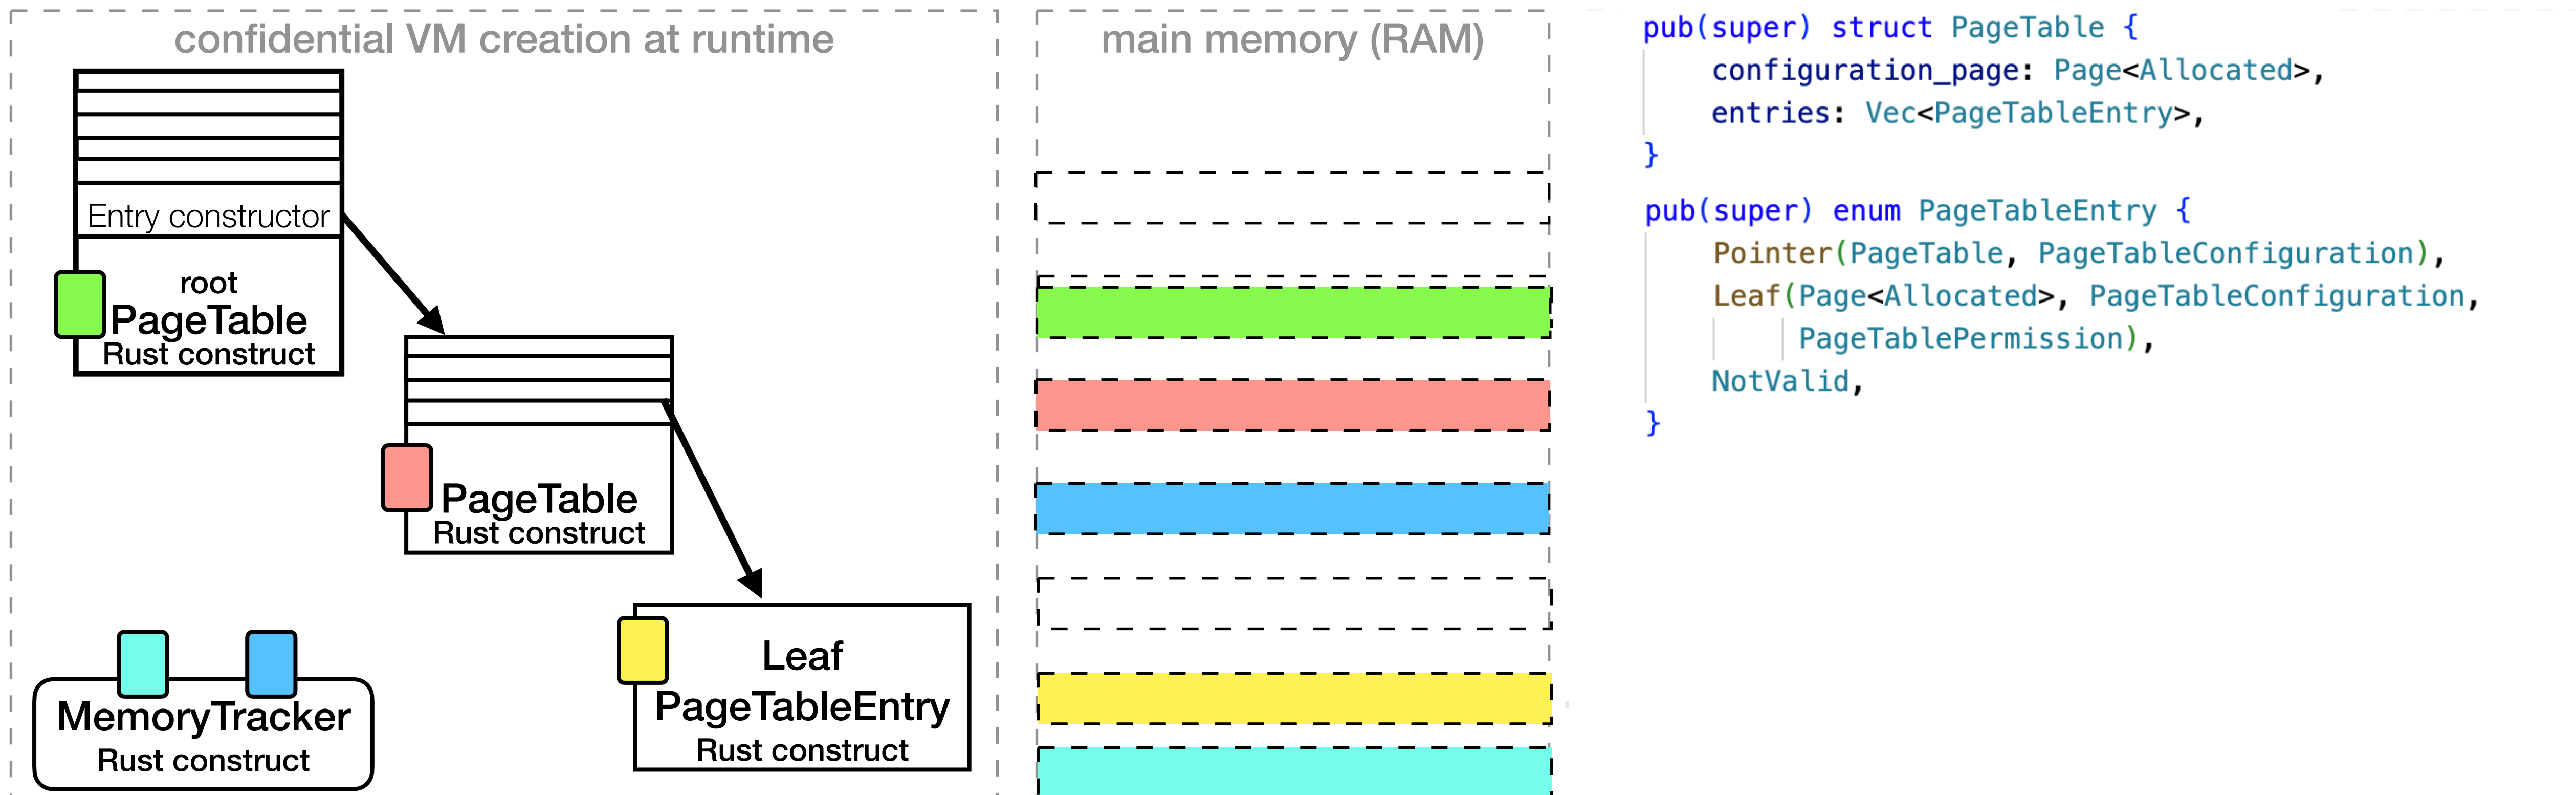 confidential VM creation at runtime
Entry constructor
root
PageTable
Rust construct
PageTable
Rust construct
Leaf
PageTableEntry
Rust construct
MemoryTracker
Rust construct
main memory (RAM)
pub(super) struct PageTable {
configuration_page: Page<Allocated>,
entries: Vec<PageTableEntry>,
}
pub(super) enum PageTableEntry {
Pointer(PageTable, PageTableConfiguration),
Leaf(Page<Allocated>, PageTableConfiguration,
PageTablePermission),
NotValid,
}